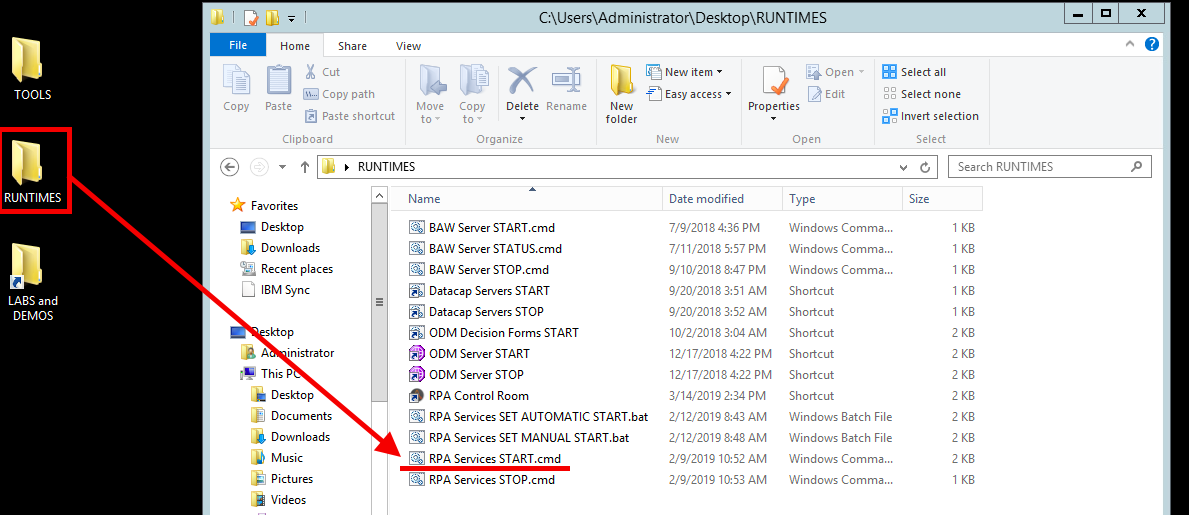 TOOLS
RUNTIMES
LABS and
DEMOS
C:\Users\Administrator\Desktop\RUNTIMES
File Home Share View
Copy
Paste
Cut
Copy path
Paste shortcut
Clipboard
Move
to
Copy
to
Delete
Rename
Organize
New
folder
New item
Easy access
New
Properties
Open
Edit
Open
Select all
Select none
Invert selection
Select
RUNTIMES
Search RUNTIMES
Favorites
Desktop
Downloads
Recent places
IBM Sync
Desktop
Administrator
This PC
Desktop
Documents
Downloads
Music
Pictures
Videos
Name Date modified Type Size
BAW Server START.cmd 7/9/2018 4:36 PM Windows Comma... 1 KB
BAW Server STATUS.cmd 7/11/2018 5:57 PM Windows Comma... 1 KB
BAW Server STOP.cmd 9/10/2018 8:47 PM Windows Comma... 1 KB
Datacap Servers START 9/20/2018 3:51 AM Shortcut 1 KB
Datacap Servers STOP 9/20/2018 3:52 AM Shortcut 1 KB
ODM Decision Forms START 10/2/2018 3:04 AM Shortcut 2 KB
ODM Server START 12/17/2018 4:22 PM Shortcut 2 KB
ODM Server STOP 12/17/2018 4:22 PM Shortcut 2 KB
RPA Control Room 3/14/2019 2:34 PM Shortcut 2 KB
RPA Services SET AUTOMATIC START.bat 2/12/2019 8:43 AM Windows Batch File 2 KB
RPA Services SET MANUAL START.bat 2/12/2019 8:48 AM Windows Batch File 2 KB
RPA Services START.cmd 2/9/2019 10:52 AM Windows Comma... 1 KB
RPA Services STOP.cmd 2/9/2019 10:53 AM Windows Comma... 1 KB